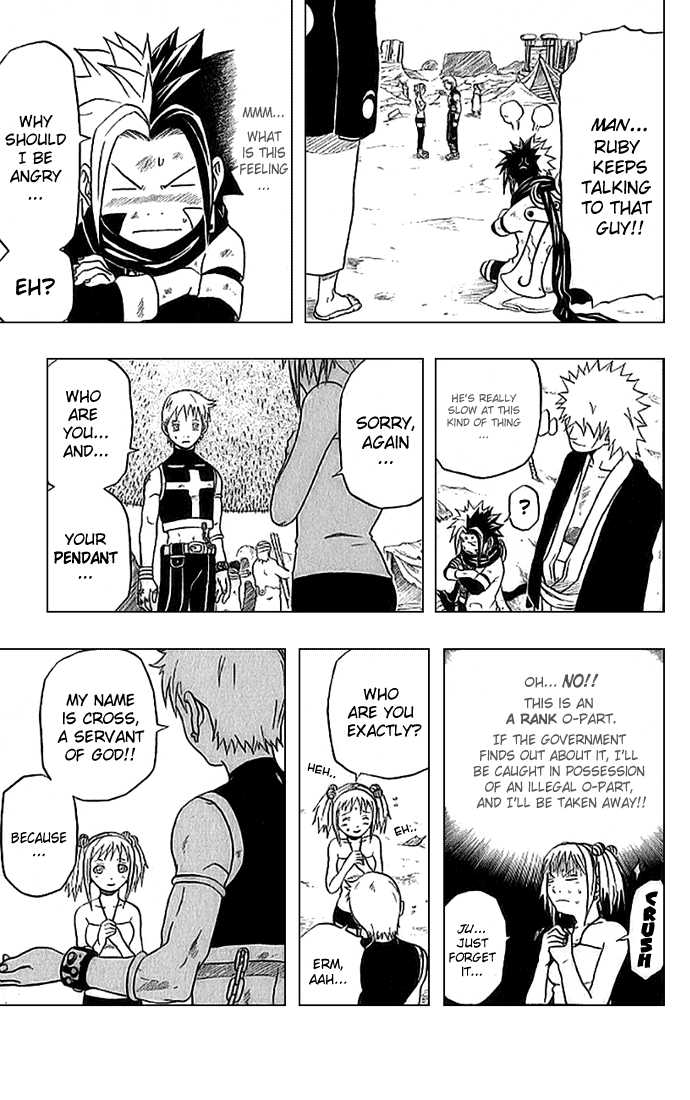 MAN...
RUBY
KEEPS
TALKING
TO THAT
GUY!!
MMM...
WHAT
IS THIS
FEELING
...
WHY
SHOULD
I BE
ANGRY
...
EH?
HE'S REALLY
SLOW AT THIS
KIND OF THING
...
?
SORRY,
AGAIN
...
WHO
ARE
YOU...
AND...
YOUR
PENDANT
...
OH... NO!!
THIS IS AN
A RANK O-PART.
IF THE GOVERNMENT
FINDS OUT ABOUT IT, I'LL
BE CAUGHT IN POSSESSION
OF AN ILLEGAL O-PART,
AND I'LL BE TAKEN AWAY!!
CRUSH
JU...
JUST
FORGET
IT...
WHO
ARE YOU
EXACTLY?
HEH..
EH..
ERM,
AAH...
MY NAME
IS CROSS,
A SERVANT
OF GOD!!
BECAUSE
...